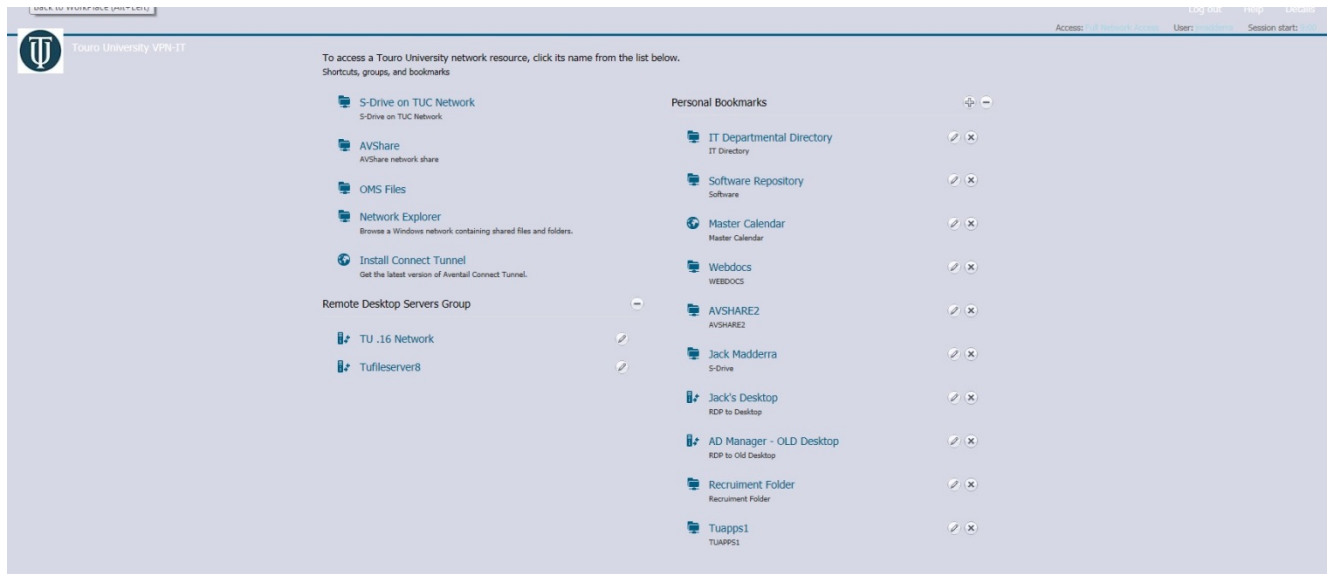 Back to WorkPlace (Alt+Left)
Log out Help Details
Access: Full Network Access User: Session start:
Touro University VPN-IT
To access a Touro University network resource, click its name from the list below.
Shortcuts, groups, and bookmarks
S-Drive on TUC Network
S-Drive on TUC Network
AVShare
AVShare network share
OMS Files
Network Explorer
Browse a Windows network containing shared files and folders.
Install Connect Tunnel
Get the latest version of Aventail Connect Tunnel.
Remote Desktop Servers Group
TU .16 Network
Tufileserver8
Personal Bookmarks
IT Departmental Directory
IT Directory
Software Repository
Software
Master Calendar
Master Calendar
Webdocs
WEBDOCS
AVSHARE2
AVSHARE2
Jack Madderra
S-Drive
Jack's Desktop
RDP to Desktop
AD Manager - OLD Desktop
RDP to Old Desktop
Recruiment Folder
Recruiment Folder
Tuapps1
TUAPPS1